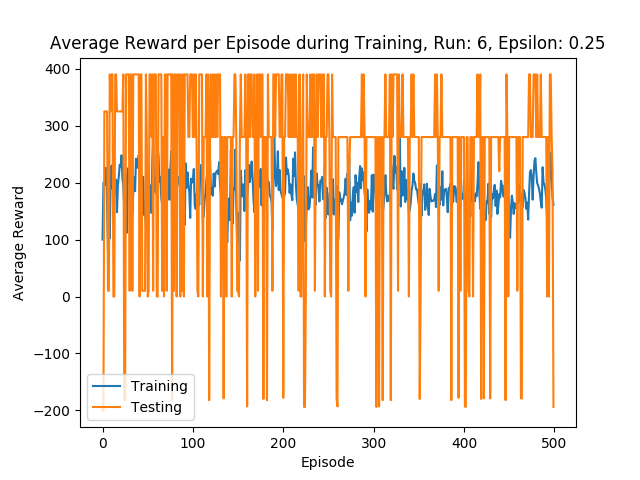 Average Reward per Episode during Training, Run: 6, Epsilon: 0.25
400
300
200
100
0
−100
−200
Average Reward
Training
Testing
0
100
200
300
400
500
Episode